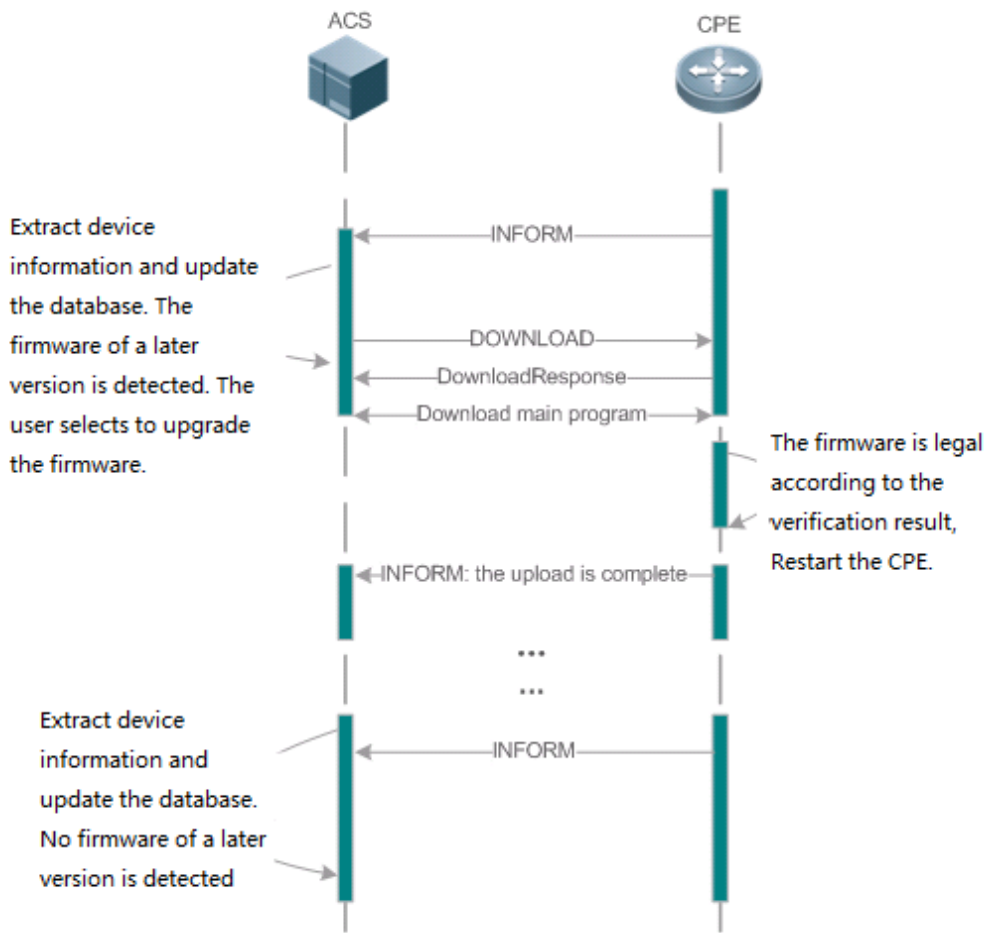 ACS
CPE
Extract device
information and update
the database. The
firmware of a later
version is detected. The
user selects to upgrade
the firmware.
INFORM
DOWNLOAD
DownloadResponse
Download main program
The firmware is legal
according to the
verification result,
Restart the CPE.
INFORM: the upload is complete
...
...
Extract device
information and
update the database.
No firmware of a later
version is detected
INFORM